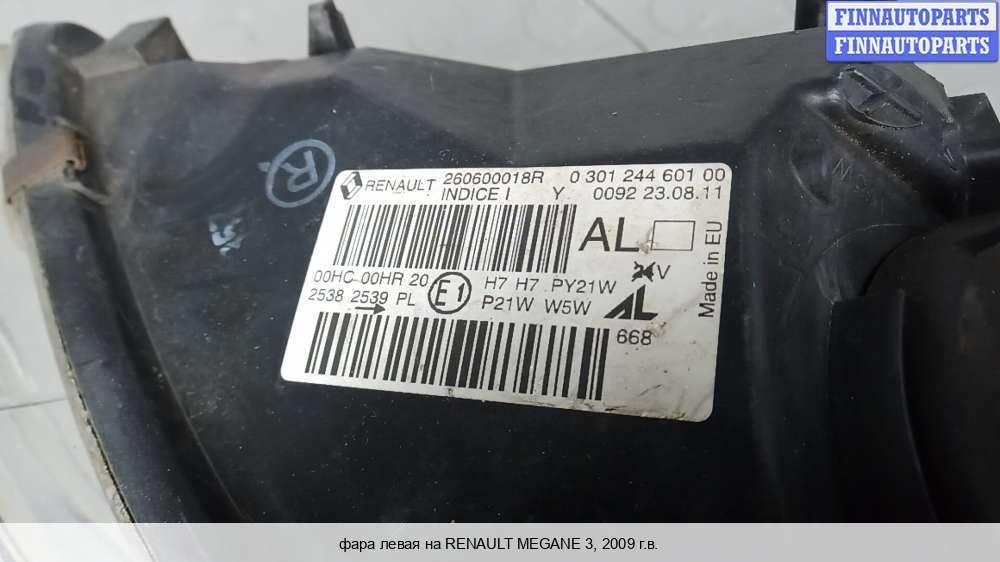 FINNAUTOPARTS
FINNAUTOPARTS
R
RENAULT 260600018R 0 301 244 601 00
INDICE I Y 0092 23.08.11
AL
Made in EU
00HC 00HR 20 E1 H7 H7 PY21W 24V
2538 2539 PL P21W W5W AL
668
фара левая на RENAULT MEGANE 3, 2009 г.в.